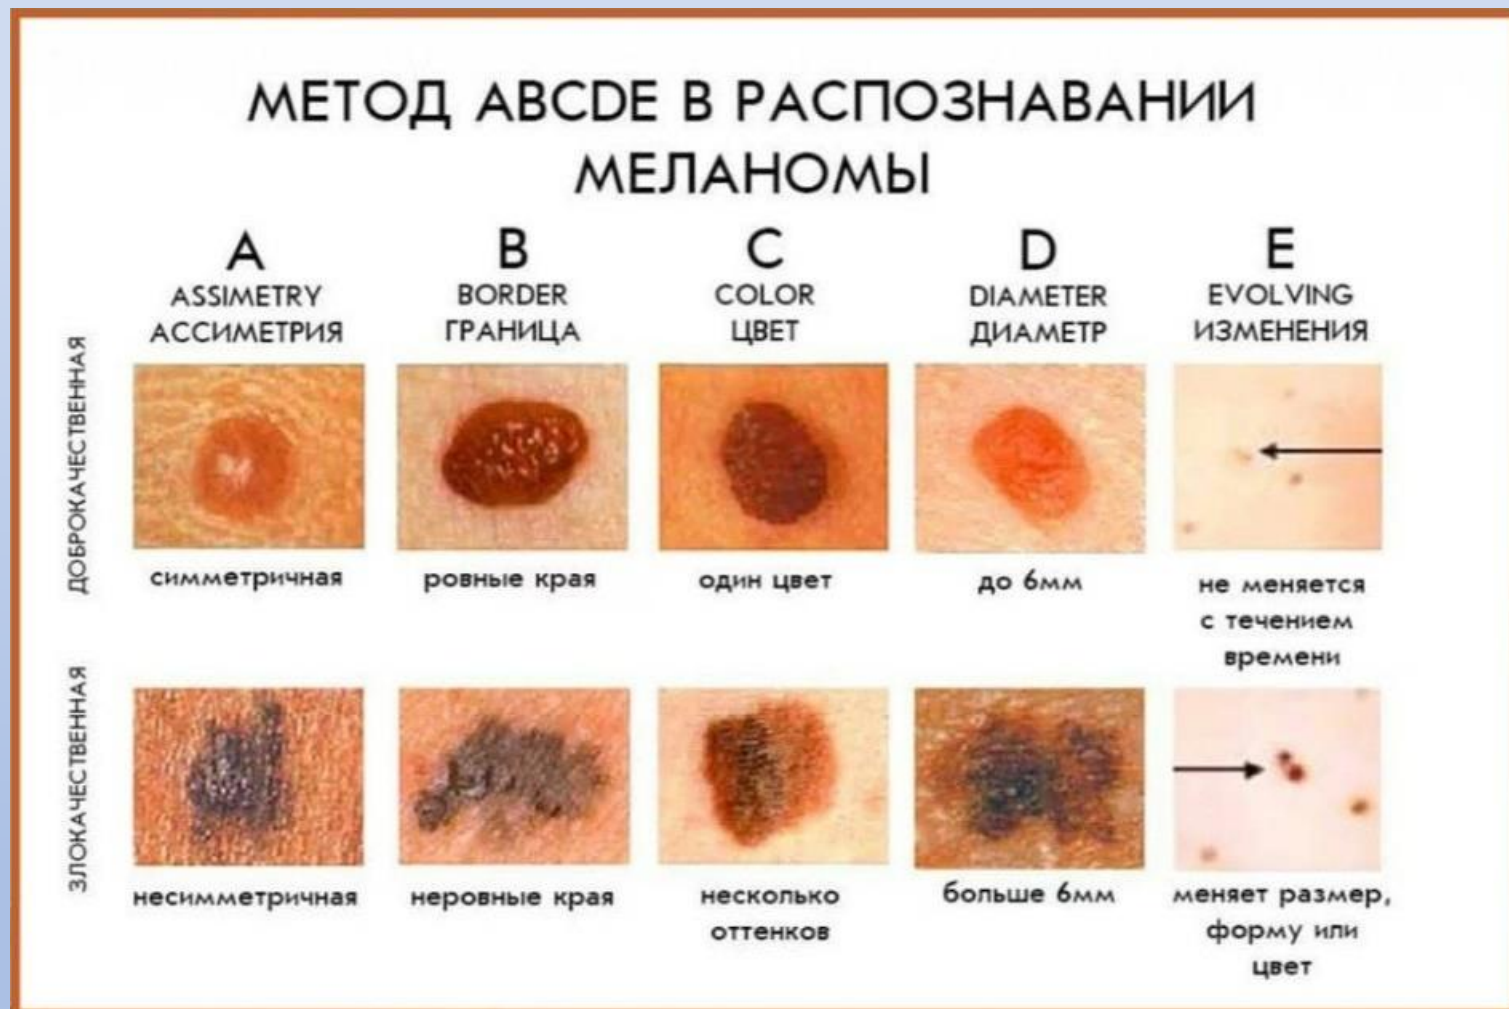 МЕТОД ABCDE В РАСПОЗНАВАНИИ
МЕЛАНОМЫ
A
ASSIMETRY
АССИМЕТРИЯ
B
BORDER
ГРАНИЦА
C
COLOR
ЦВЕТ
D
DIAMETER
ДИАМЕТР
E
EVOLVING
ИЗМЕНЕНИЯ
ДОБРОКАЧЕСТВЕННАЯ
симметричная
ровные края
один цвет
до 6мм
не меняется
с течением
времени
ЗЛОКАЧЕСТВЕННАЯ
несимметричная
неровные края
несколько
оттенков
больше 6мм
меняет размер,
форму или
цвет